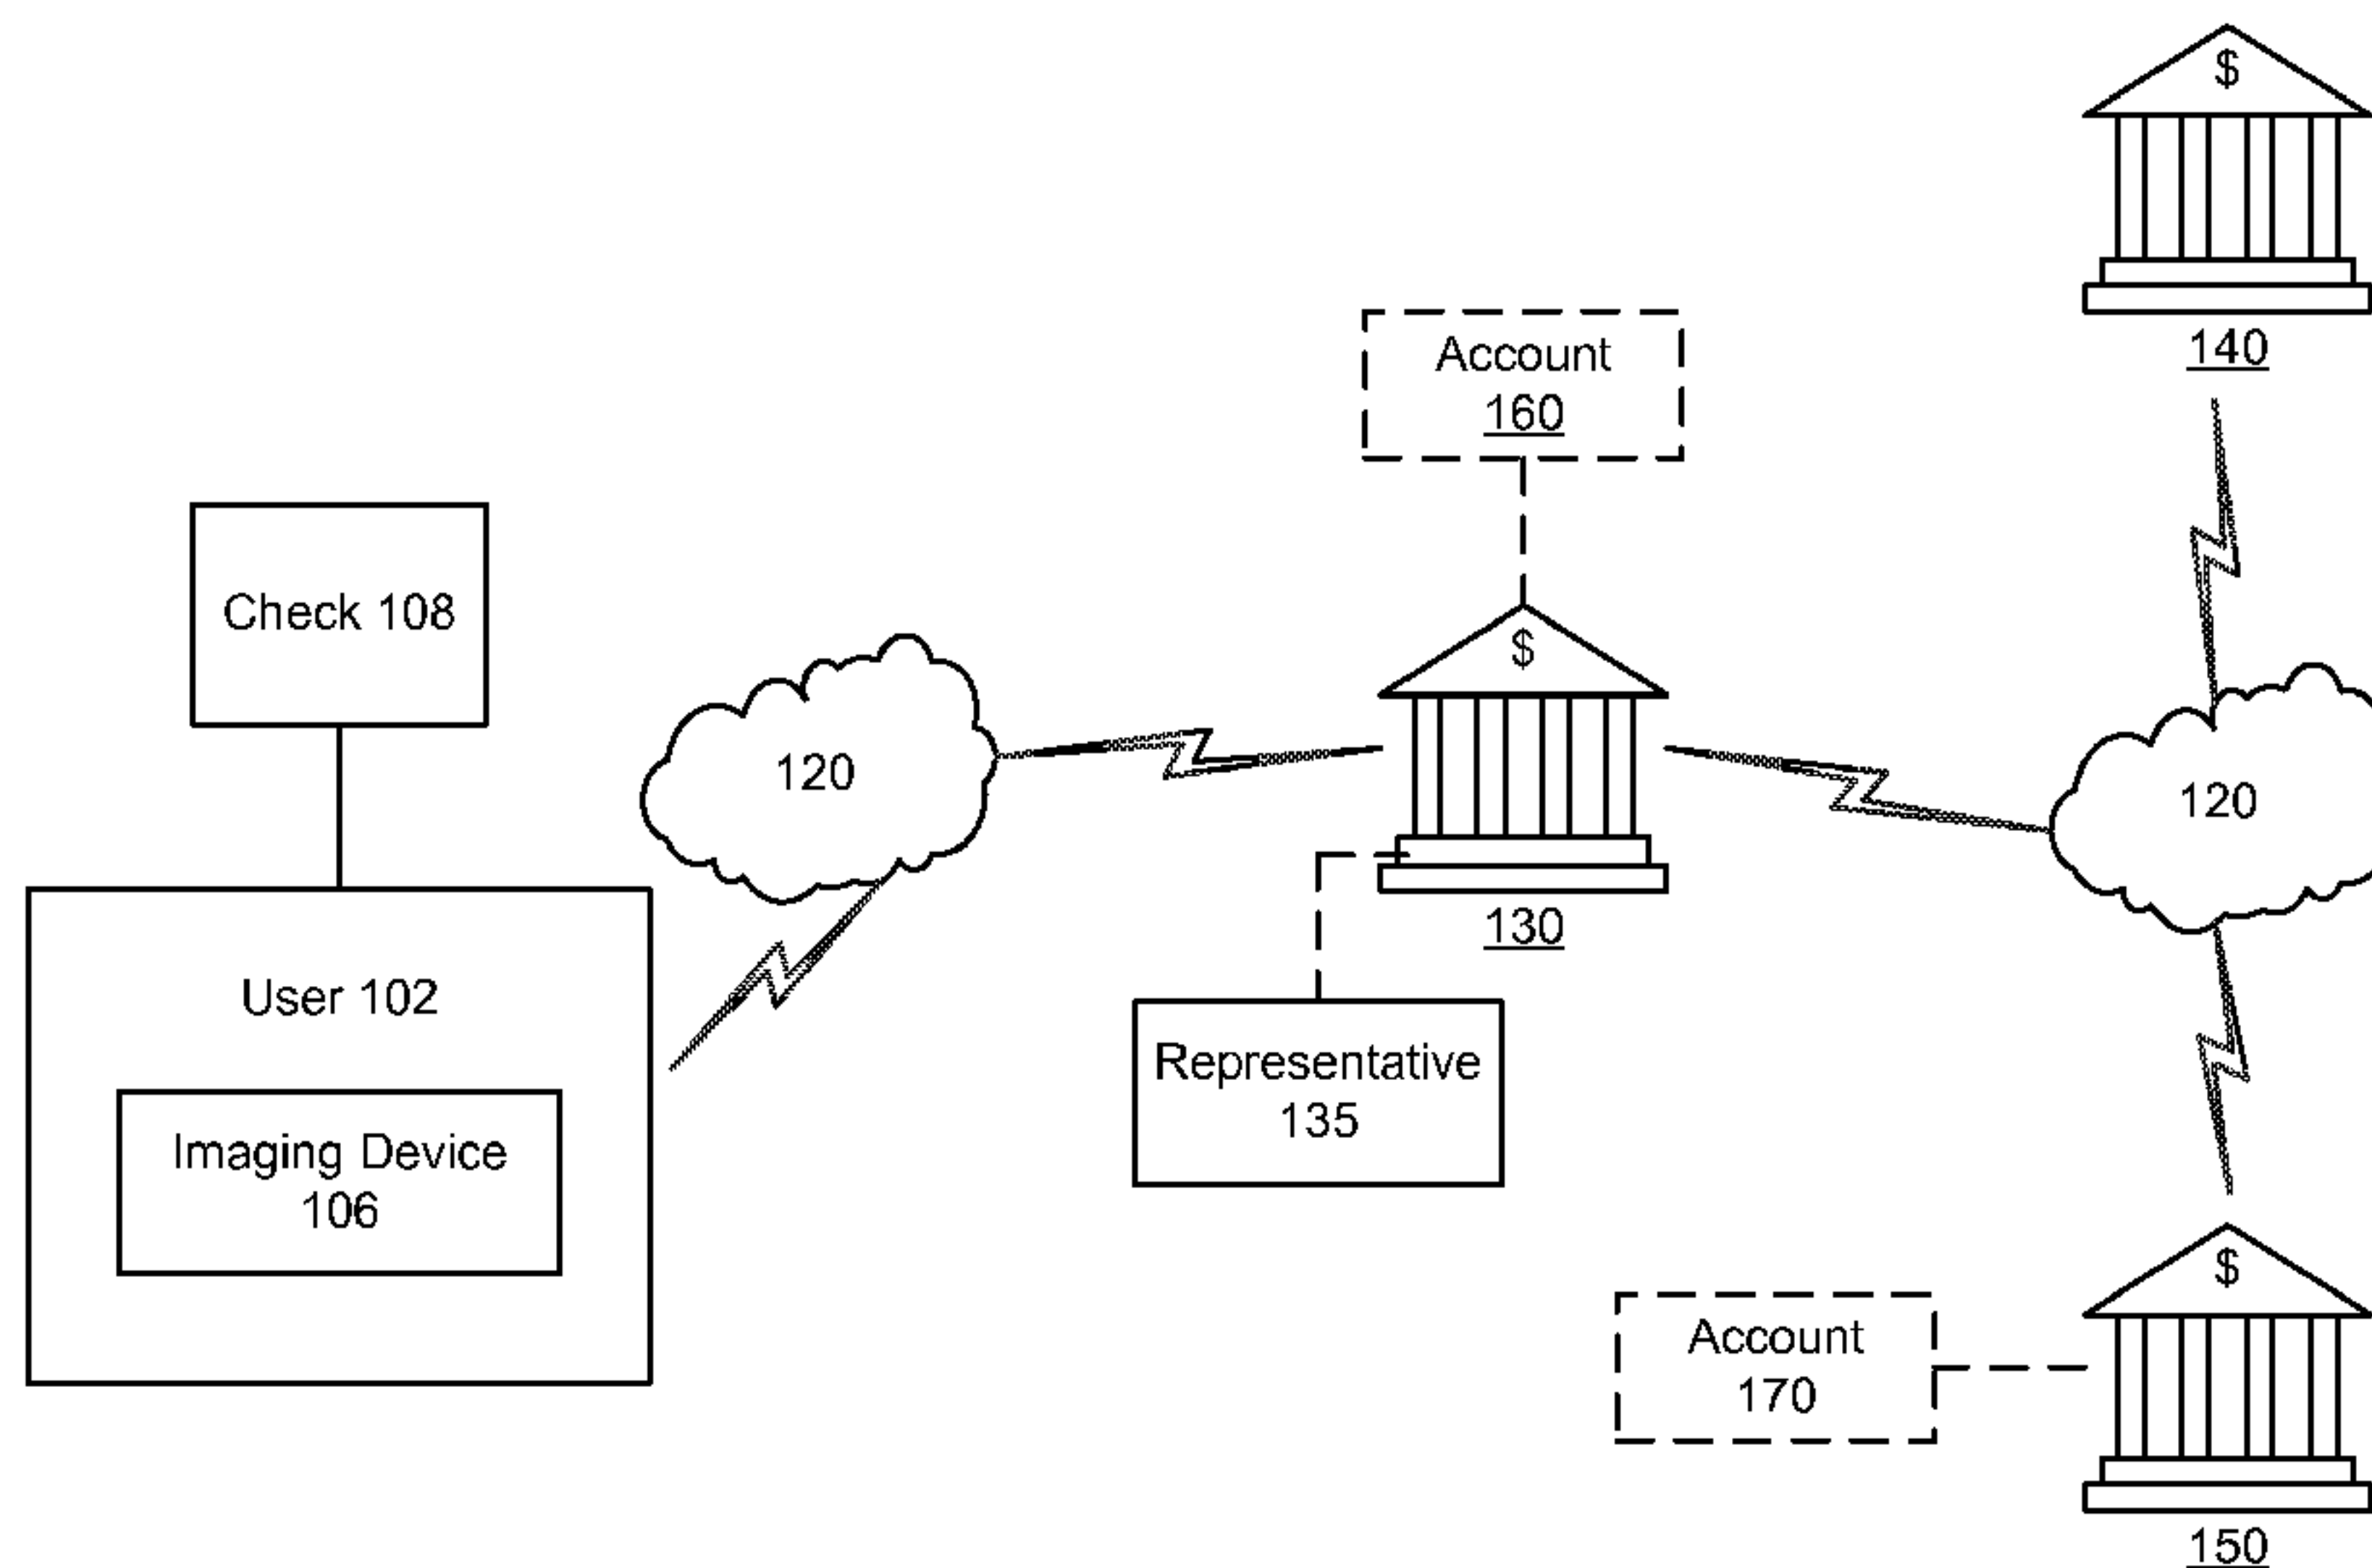 $
140
Account
160
Check 108
$
120
120
130
User 102
Representative
135
Imaging Device
106
$
Account
170
150